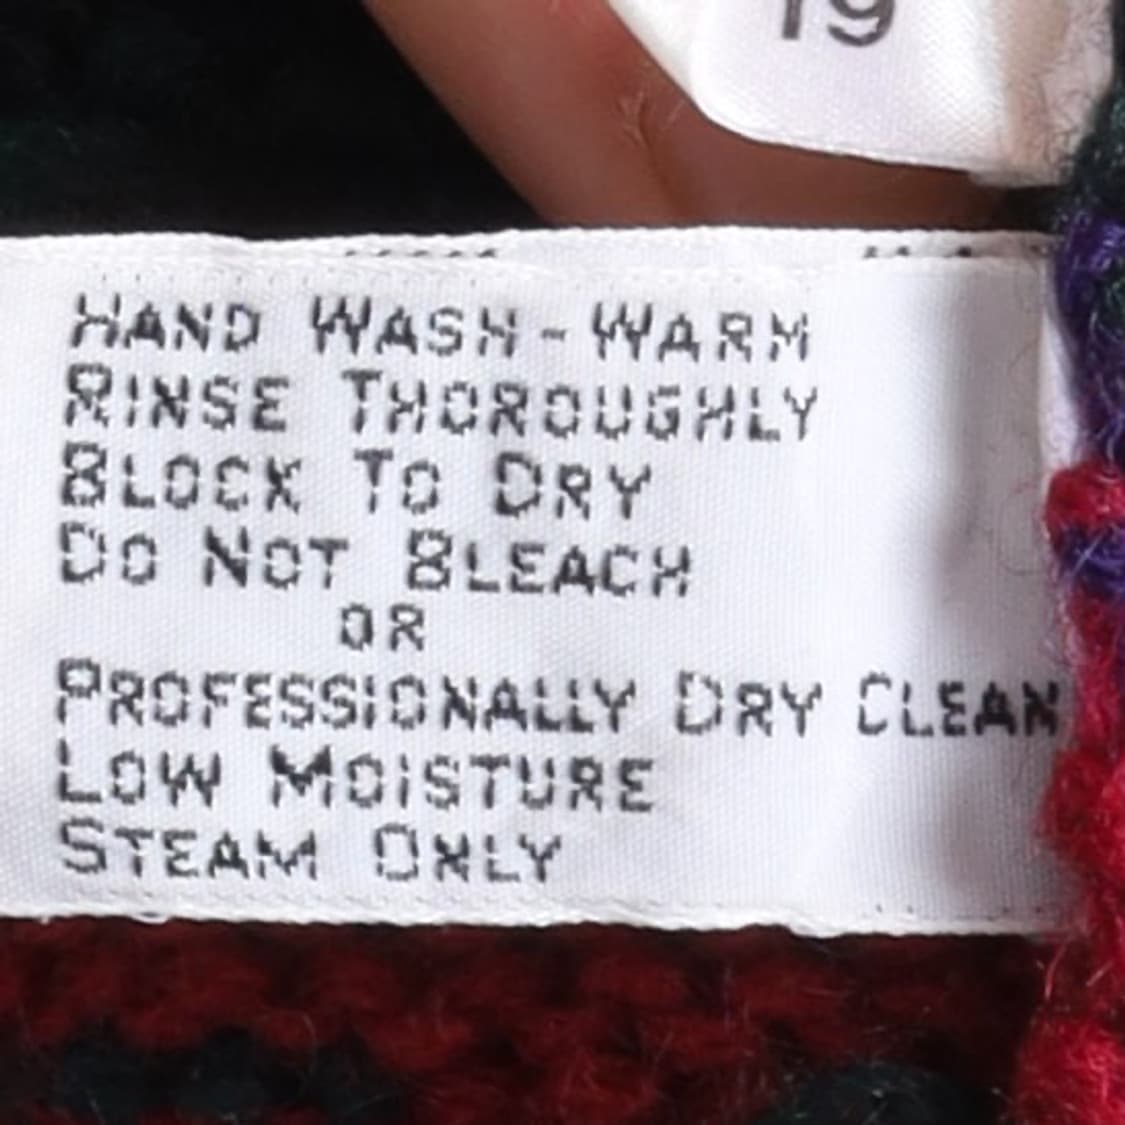 19
HAND WASH-WARM
RINSE THOROUGHLY
BLOCK TO DRY
DO NOT BLEACH
OR
PROFESSIONALLY DRY CLEAN
LOW MOISTURE
STEAM ONLY